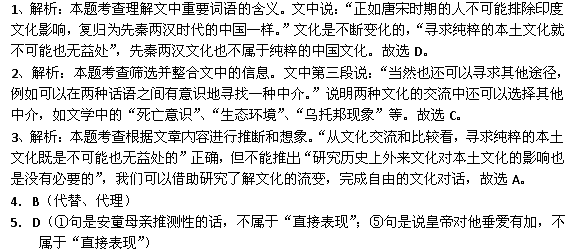 1、解析：本题考查理解文中重要词语的含义。文中说：“正如唐宋时期的人不可能排除印度
文化影响，复归为先秦两汉时代的中国一样。”文化是不断变化的，“寻求纯粹的本土文化就
不可能也无益处”，先秦两汉文化也不属于纯粹的中国文化。故选 D。
2、解析：本题考查筛选并整合文中的信息。文中第三段说：“当然也还可以寻求其他途径，
例如可以在两种话语之间有意识地寻找一种中介。”说明两种文化的交流中还可以选择其他
中介，如文学中的“死亡意识”、“生态环境”、“乌托邦现象”等。故选 C。
3、解析：本题考查根据文章内容进行推断和想象。“从文化交流和比较看，寻求纯粹的本土
文化既是不可能也无益处的”正确，但不能推出“研究历史上外来文化对本土文化的影响也
是没有必要的”，我们可以借助研究了解文化的流变，完成自由的文化对话，故选 A。
4．B（代替、代理）
5．D（①句是安童母亲推测性的话，不属于“直接表现”；⑤句是说皇帝对他垂爱有加，不
属于“直接表现”）